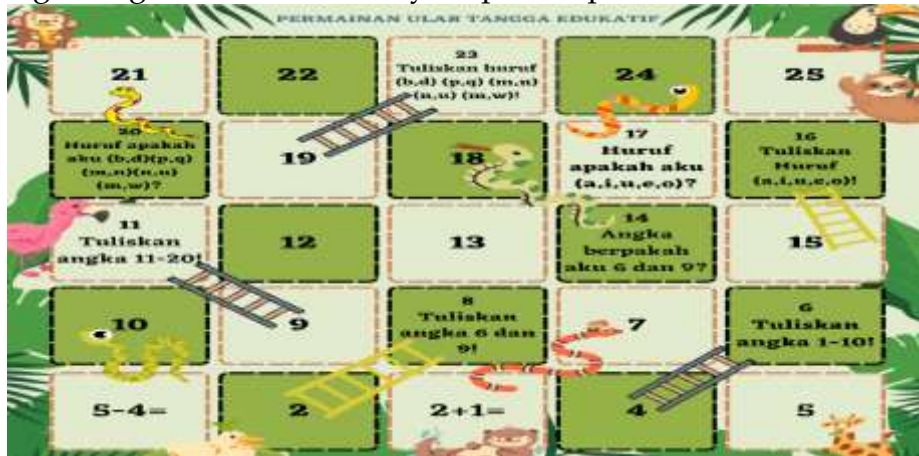 PERMAINAN ULAR TANGGA EDUKATIF
21
22
23
Tuliskan huruf
(b,d) (p,q) (m,n)
(n,u) (m,w)!
24
25
20
Huruf apakah
aku (b,d)(p,q)
(m,n)(n,u)
(m,w)?
19
18
17
Huruf
apakah aku
(a,i,u,e,o)?
16
Tuliskan
Huruf
(a,i,u,e,o)!
11
Tuliskan
angka 11-20!
12
13
14
Angka
berpakah
aku 6 dan 9?
15
10
9
8
Tuliskan
angka 6 dan
9!
7
6
Tuliskan
angka 1-10!
5-4=
2
2+1=
4
5